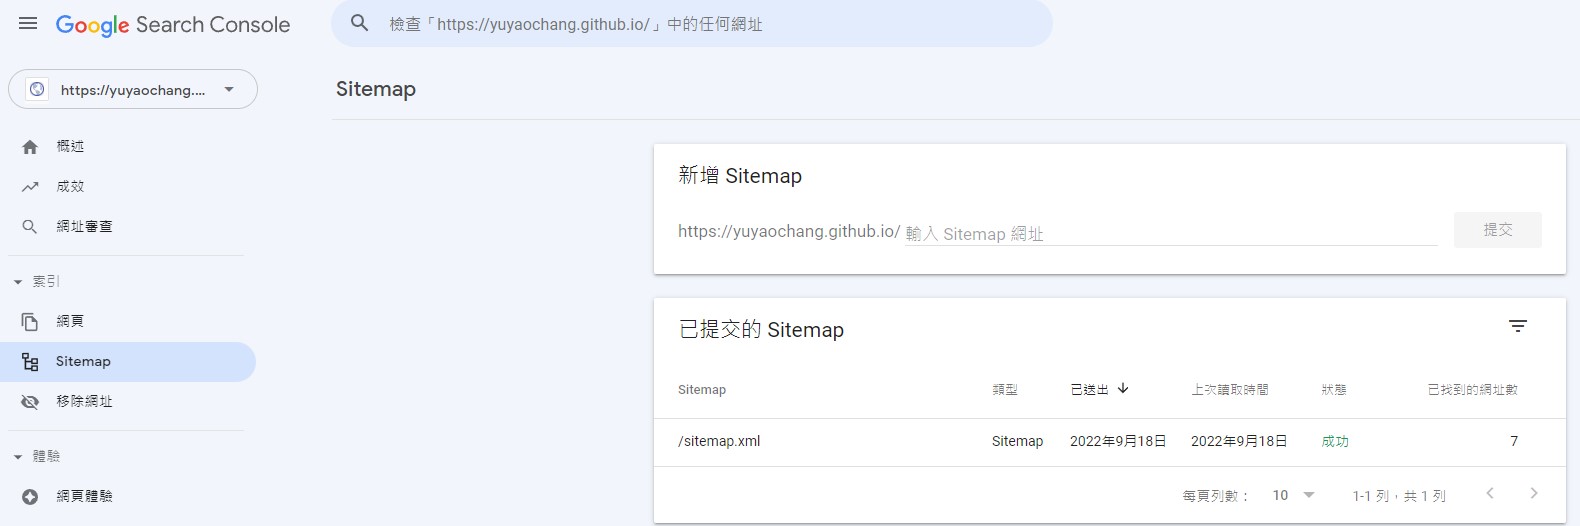 Google Search Console
檢查「https://yuyaochang.github.io/」中的任何網址
https://yuyaochang....
Sitemap
概述
成效
網址審查
索引
網頁
Sitemap
移除網址
體驗
網頁體驗
新增 Sitemap
https://yuyaochang.github.io/ 輸入 Sitemap 網址
提交
已提交的 Sitemap
Sitemap 類型 已送出 上次讀取時間 狀態 已找到的網址數
/sitemap.xml Sitemap 2022年9月18日 2022年9月18日 成功 7
每頁列數： 10 1-1 列，共 1 列